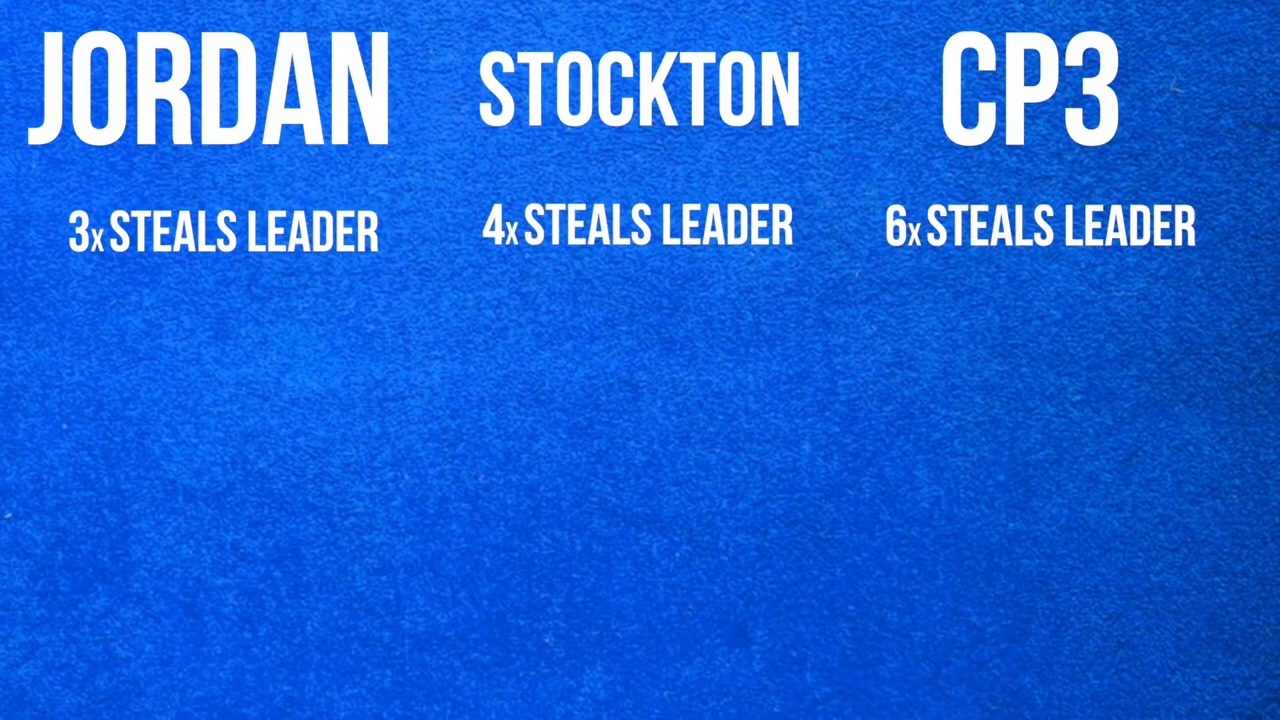 JORDAN
STOCKTON
CP3
3x STEALS LEADER
4x STEALS LEADER
6x STEALS LEADER